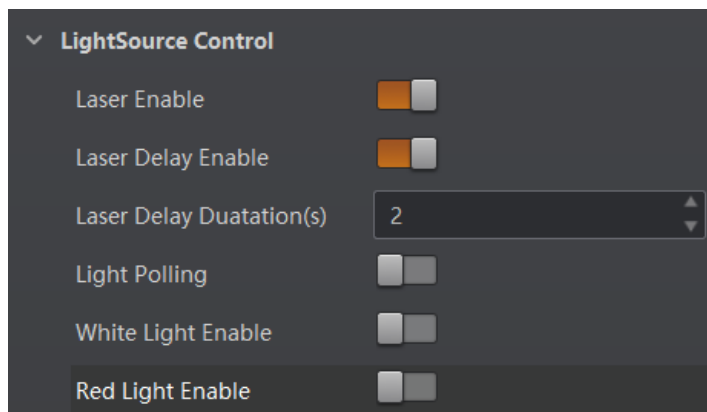 LightSource Control
Laser Enable
Laser Delay Enable
Laser Delay Duatation(s) 2
Light Polling
White Light Enable
Red Light Enable